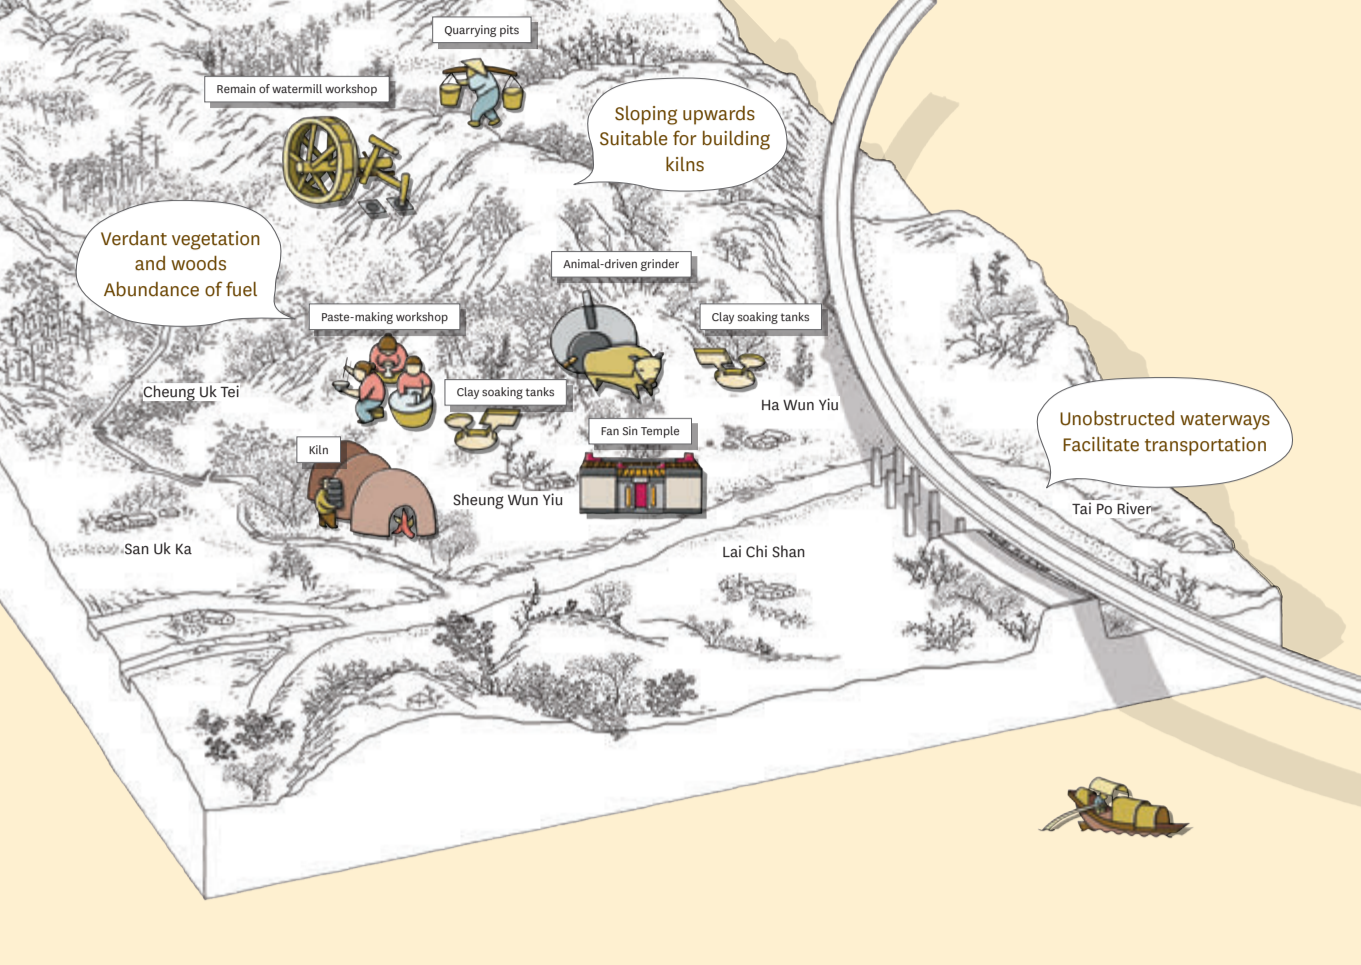 Quarrying pits
Remain of watermill workshop
Sloping upwards
Suitable for building
kilns
Verdant vegetation
and woods
Abundance of fuel
Animal-driven grinder
Paste-making workshop
Clay soaking tanks
Cheung Uk Tei
Clay soaking tanks
Ha Wun Yiu
Unobstructed waterways
Facilitate transportation
Fan Sin Temple
Kiln
Sheung Wun Yiu
Tai Po River
San Uk Ka
Lai Chi Shan